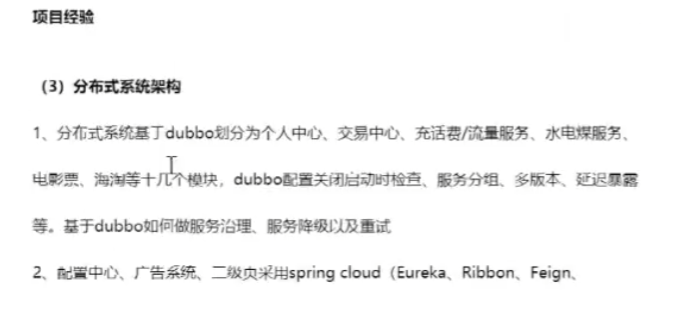 项目经验
（3）分布式系统架构
1、分布式系统基于dubbo划分为个人中心、交易中心、充话费/流量服务、水电煤服务、
电影票、海淘等十几个模块，dubbo配置关闭启动时检查、服务分组、多版本、延迟暴露
等。基于dubbo如何做服务治理、服务降级以及重试
2、配置中心、广告系统、二级页采用spring cloud（Eureka、Ribbon、Feign、